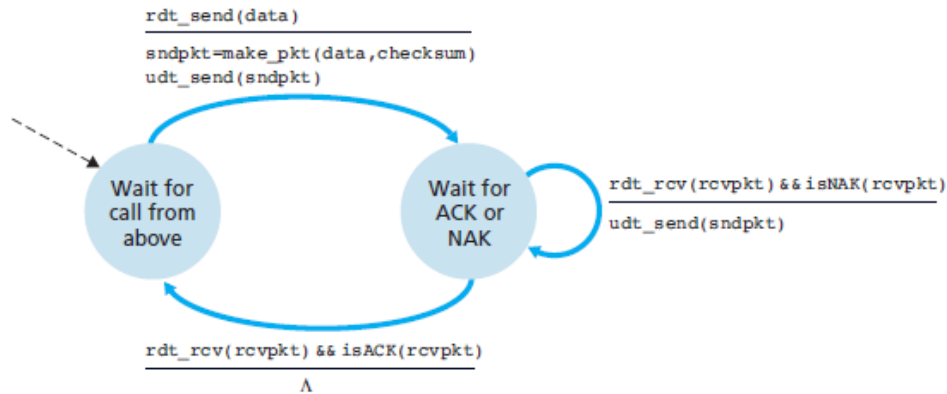 rdt_send(data)
sndpkt=make_pkt(data,checksum)
udt_send(sndpkt)
Wait for
call from
above
Wait for
ACK or
NAK
rdt_rcv(rcvpkt) && isNAK(rcvpkt)
udt_send(sndpkt)
rdt_rcv(rcvpkt) && isACK(rcvpkt)
Λ